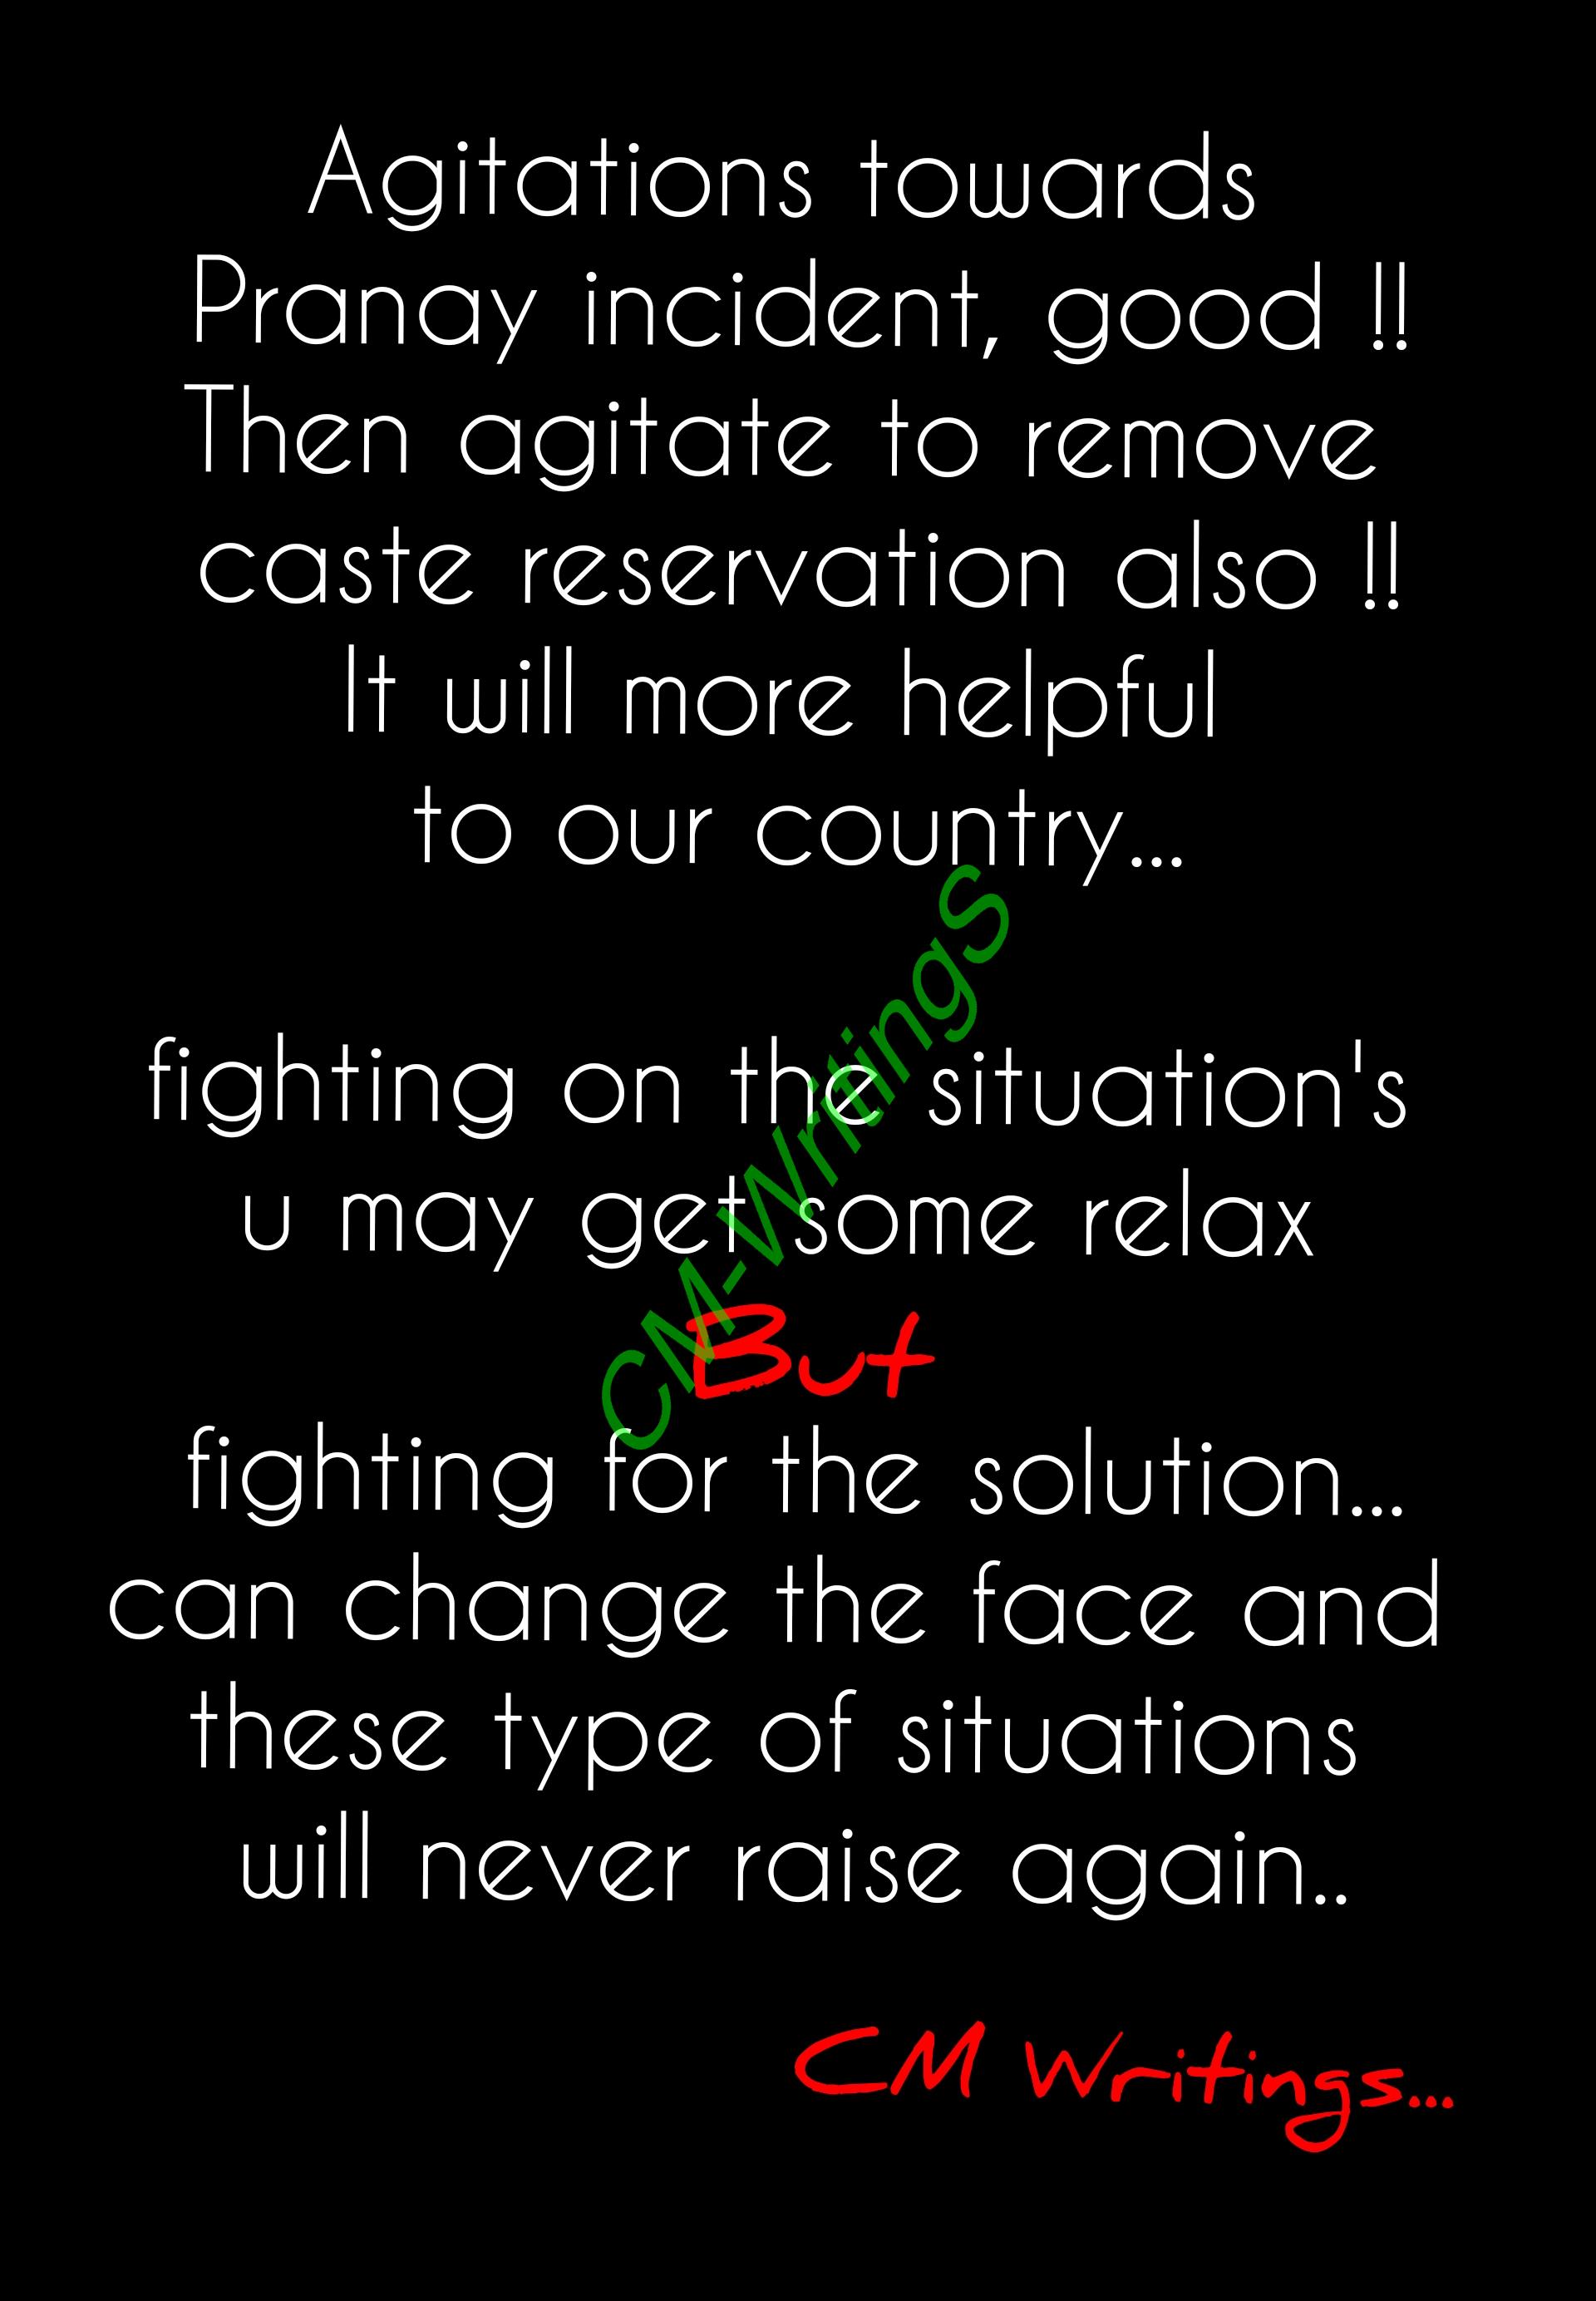 Agitations towards
Pranay incident, good !!
Then agitate to remove
caste reservation also !!
It will more helpful
to our country...
fighting on the situation's
u may get some relax
But
fighting for the solution...
can change the face and
these type of situations
will never raise again..
CM Writings...
CM-WritingS